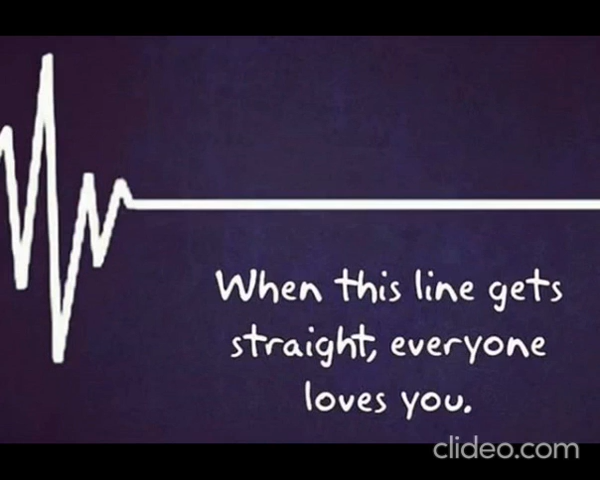 When this line gets
straight, everyone
loves you.
clideo.com